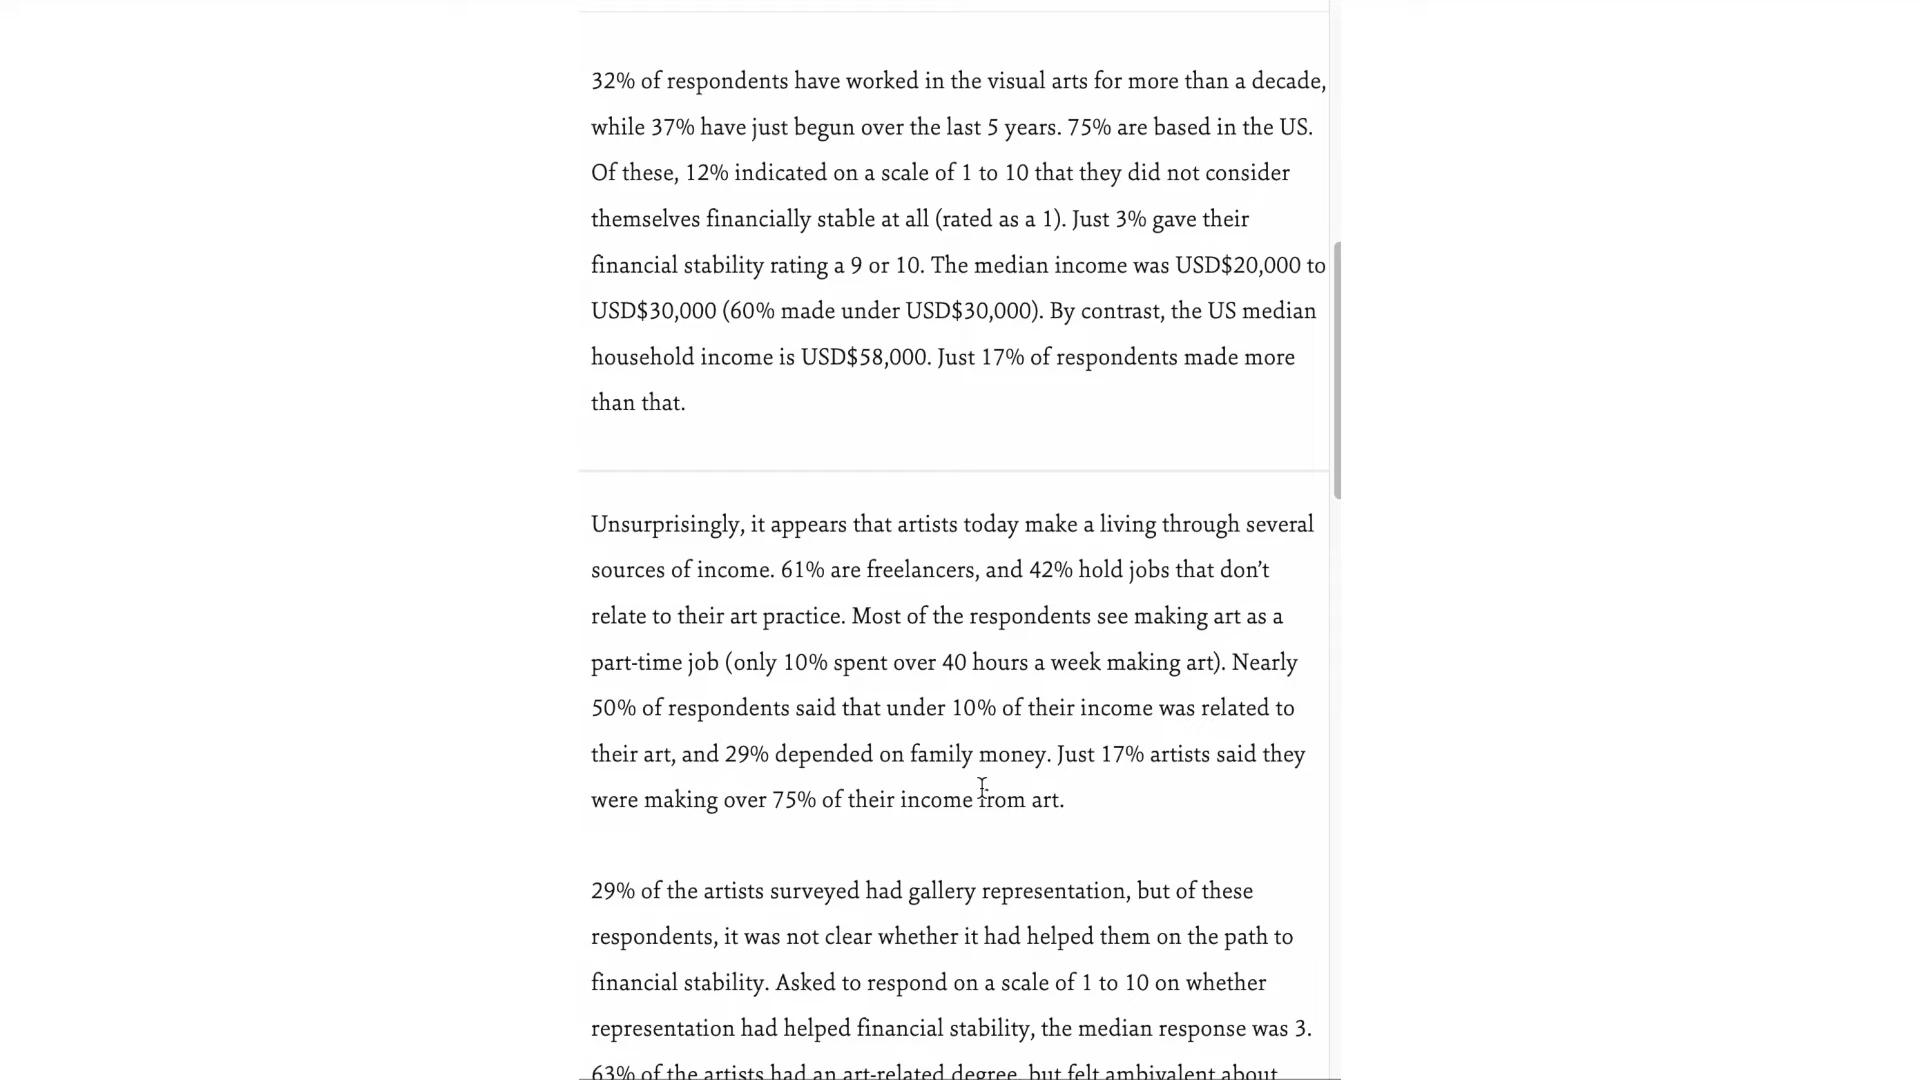 32% of respondents have worked in the visual arts for more than a decade,
while 37% have just begun over the last 5 years. 75% are based in the US.
Of these, 12% indicated on a scale of 1 to 10 that they did not consider
themselves financially stable at all (rated as a 1). Just 3% gave their
financial stability rating a 9 or 10. The median income was USD$20,000 to
USD$30,000 (60% made under USD$30,000). By contrast, the US median
household income is USD$58,000. Just 17% of respondents made more
than that.
Unsurprisingly, it appears that artists today make a living through several
sources of income. 61% are freelancers, and 42% hold jobs that don’t
relate to their art practice. Most of the respondents see making art as a
part-time job (only 10% spent over 40 hours a week making art). Nearly
50% of respondents said that under 10% of their income was related to
their art, and 29% depended on family money. Just 17% artists said they
were making over 75% of their income from art.
29% of the artists surveyed had gallery representation, but of these
respondents, it was not clear whether it had helped them on the path to
financial stability. Asked to respond on a scale of 1 to 10 on whether
representation had helped financial stability, the median response was 3.
63% of the artists had an art-related degree, but felt ambivalent about